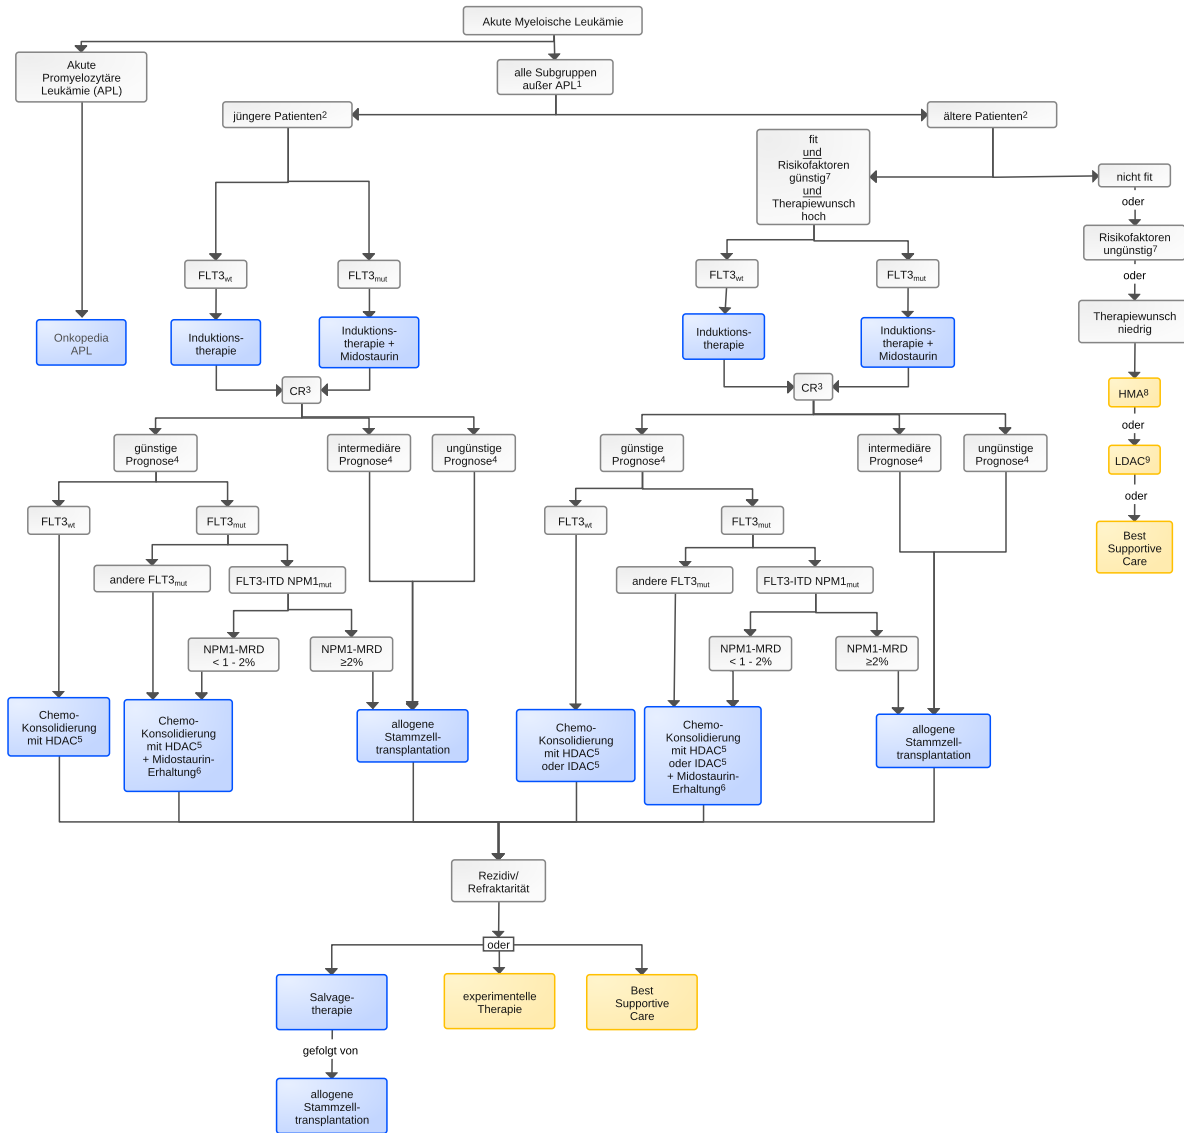 Akute Myeloische Leukämie
Akute
Promyelozytäre
Leukämie (APL)
alle Subgruppen
außer APL1
jüngere Patienten2
ältere Patienten2
fit
und
Risikofaktoren
günstig7
und
Therapiewunsch
hoch
nicht fit
oder
Risikofaktoren
ungünstig7
oder
Therapiewunsch
niedrig
FLT3wt
FLT3mut
FLT3wt
FLT3mut
Onkopedia
APL
Induktions-
therapie
Induktions-
therapie +
Midostaurin
Induktions-
therapie
Induktions-
therapie +
Midostaurin
CR3
CR3
HMA8
oder
LDAC9
oder
Best
Supportive
Care
günstige
Prognose4
intermediäre
Prognose4
ungünstige
Prognose4
günstige
Prognose4
intermediäre
Prognose4
ungünstige
Prognose4
FLT3wt
FLT3mut
FLT3wt
FLT3mut
andere FLT3mut
FLT3-ITD NPM1mut
andere FLT3mut
FLT3-ITD NPM1mut
NPM1-MRD
< 1 - 2%
NPM1-MRD
≥2%
NPM1-MRD
< 1 - 2%
NPM1-MRD
≥2%
Chemo-
Konsolidierung
mit HDAC5
Chemo-
Konsolidierung
mit HDAC5
+ Midostaurin-
Erhaltung6
allogene
Stammzell-
transplantation
Chemo-
Konsolidierung
mit HDAC5
oder IDAC5
Chemo-
Konsolidierung
mit HDAC5
oder IDAC5
+ Midostaurin-
Erhaltung6
allogene
Stammzell-
transplantation
Rezidiv/
Refraktarität
oder
Salvage-
therapie
experimentelle
Therapie
Best
Supportive
Care
gefolgt von
allogene
Stammzell-
transplantation